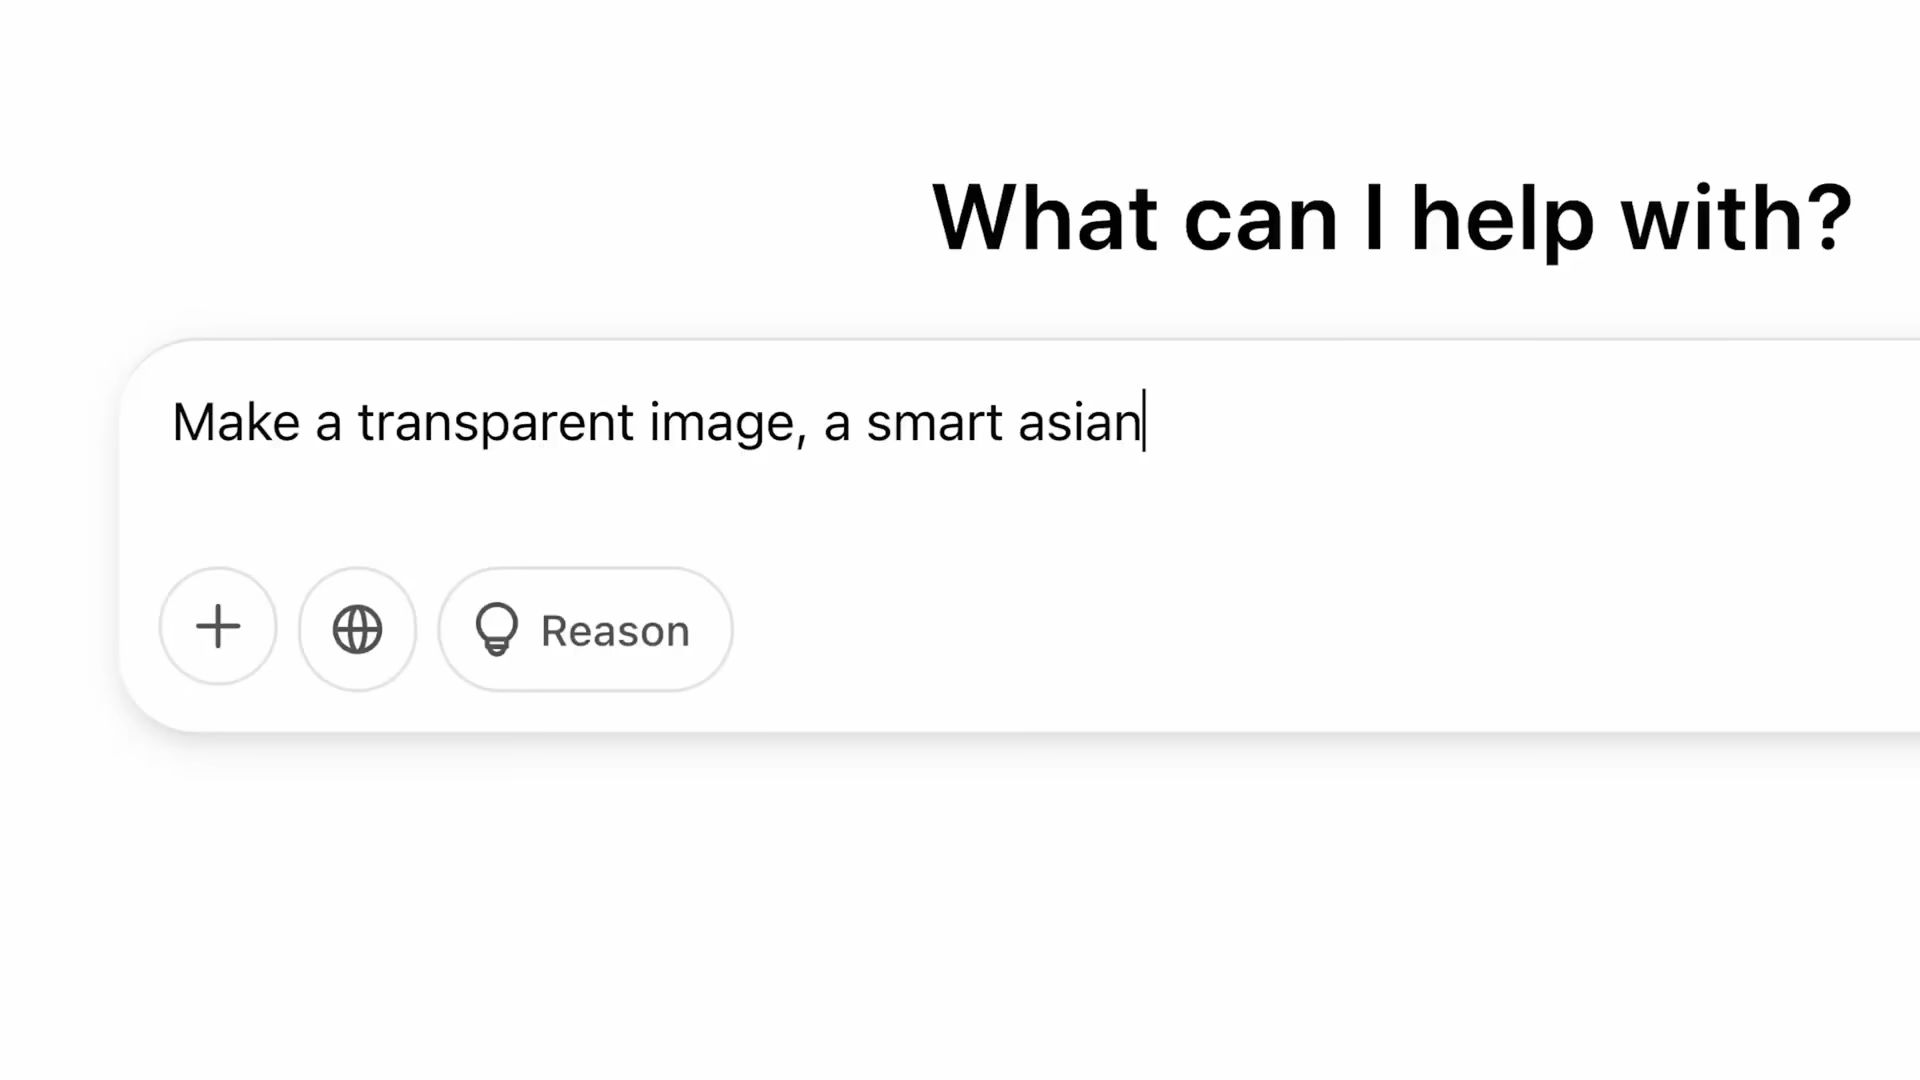 What can I help with?
Make a transparent image, a smart asian
Reason